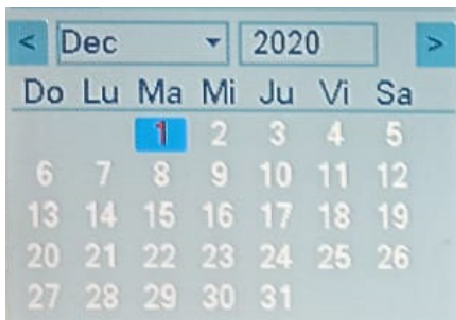 < Dec 2020 >
Do Lu Ma Mi Ju Vi Sa
1 2 3 4 5
6 7 8 9 10 11 12
13 14 15 16 17 18 19
20 21 22 23 24 25 26
27 28 29 30 31